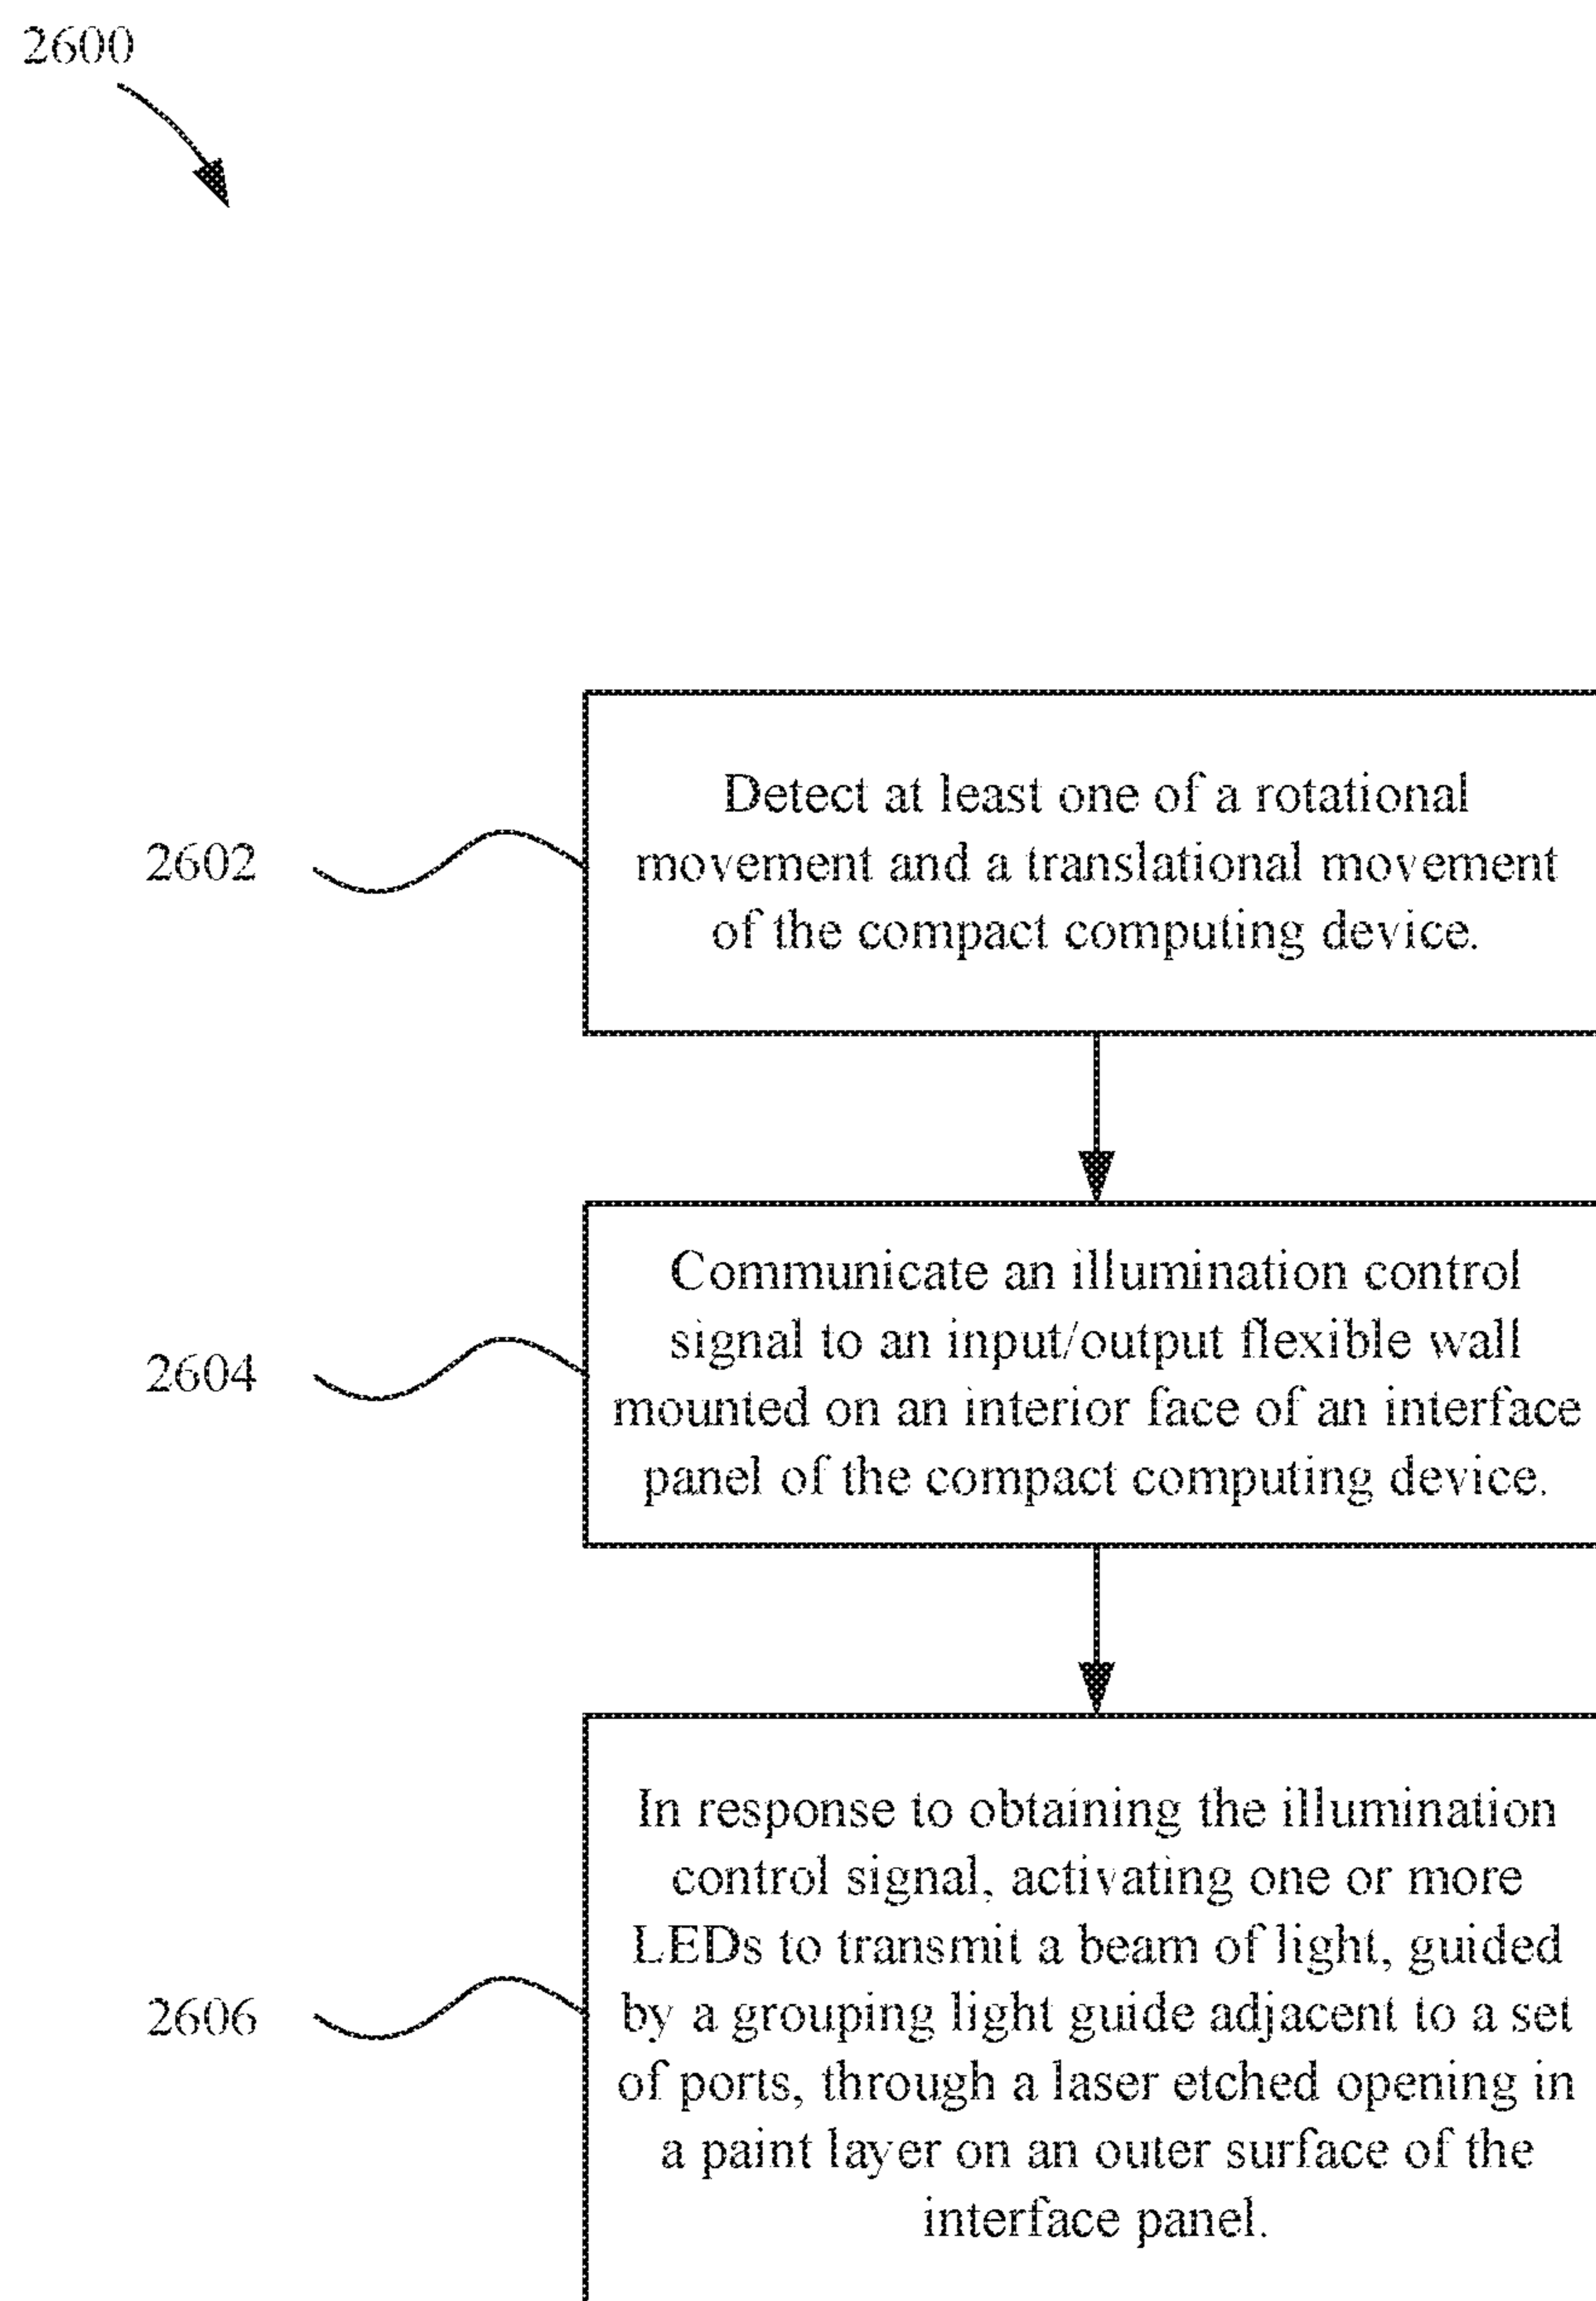 2600
2602
Detect at least one of a rotational
movement and a translational movement
of the compact computing device.
2604
Communicate an illumination control
signal to an input/output flexible wall
mounted on an interior face of an interface
panel of the compact computing device.
2606
In response to obtaining the illumination
control signal, activating one or more
LEDs to transmit a beam of light, guided
by a grouping light guide adjacent to a set
of ports, through a laser etched opening in
a paint layer on an outer surface of the
interface panel.